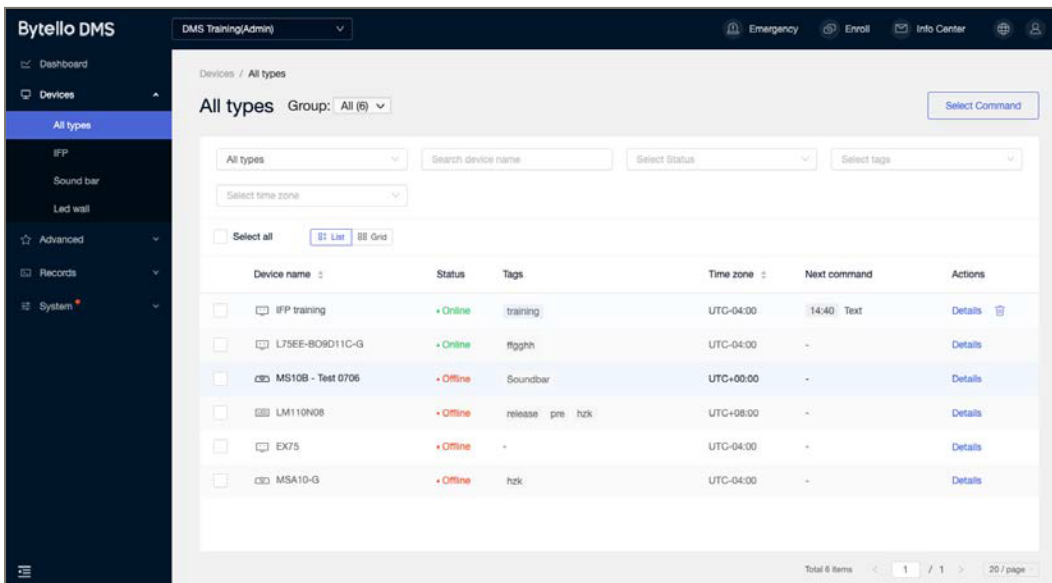 Bytello DMS
DMS Training(Admin)
Emergency
Enroll
Info Center
Dashboard
Devices
All types
IFP
Sound bar
Led wall
Advanced
Records
System
Devices / All types
All types Group: All (6)
Select Command
All types
Search device name
Select Status
Select tags
Select time zone
Select all
List
Grid
Device name Status Tags Time zone Next command Actions
IFP training • Online training UTC-04:00 14:40 Text Details
L75EE-BO9D11C-G • Online ffgghh UTC-04:00 - Details
MS10B - Test 0706 • Offline Soundbar UTC+00:00 - Details
LM110N08 • Offline release pre hzk UTC+08:00 - Details
EX75 • Offline - UTC-04:00 - Details
MSA10-G • Offline hzk UTC-04:00 - Details
Total 6 items < 1 / 1 > 20 / page